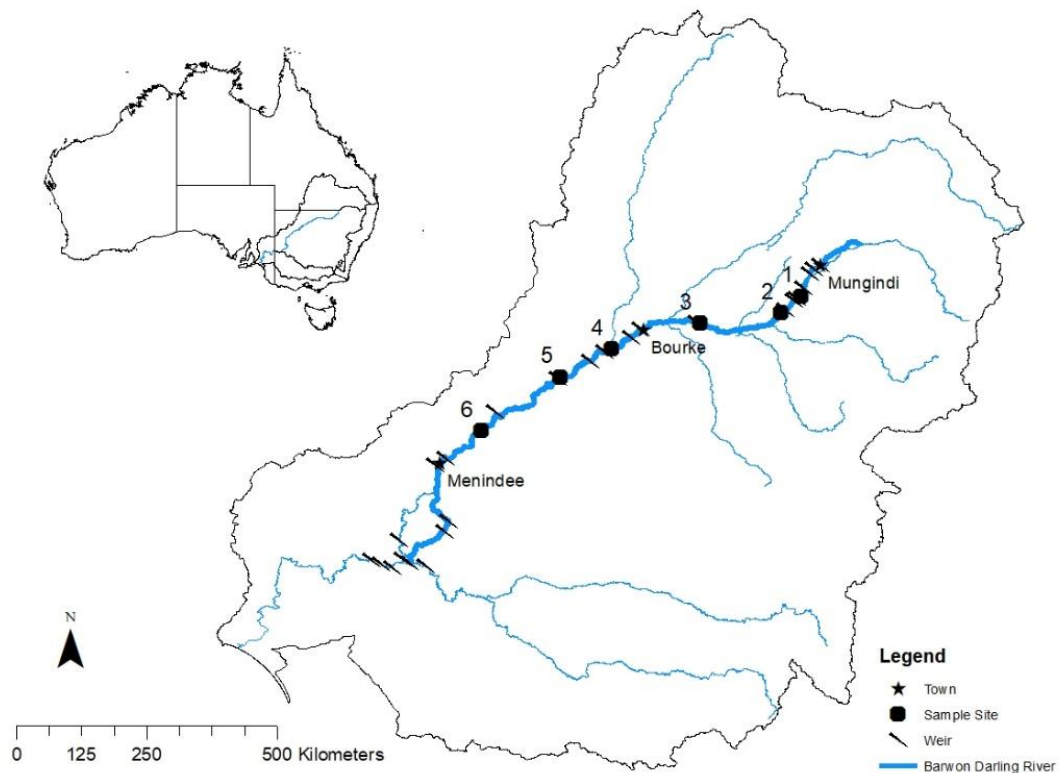 1
Mungindi
2
3
Bourke
4
5
6
Menindee
N
0 125 250 500 Kilometers
Legend
Town
Sample Site
Weir
Barwon Darling River